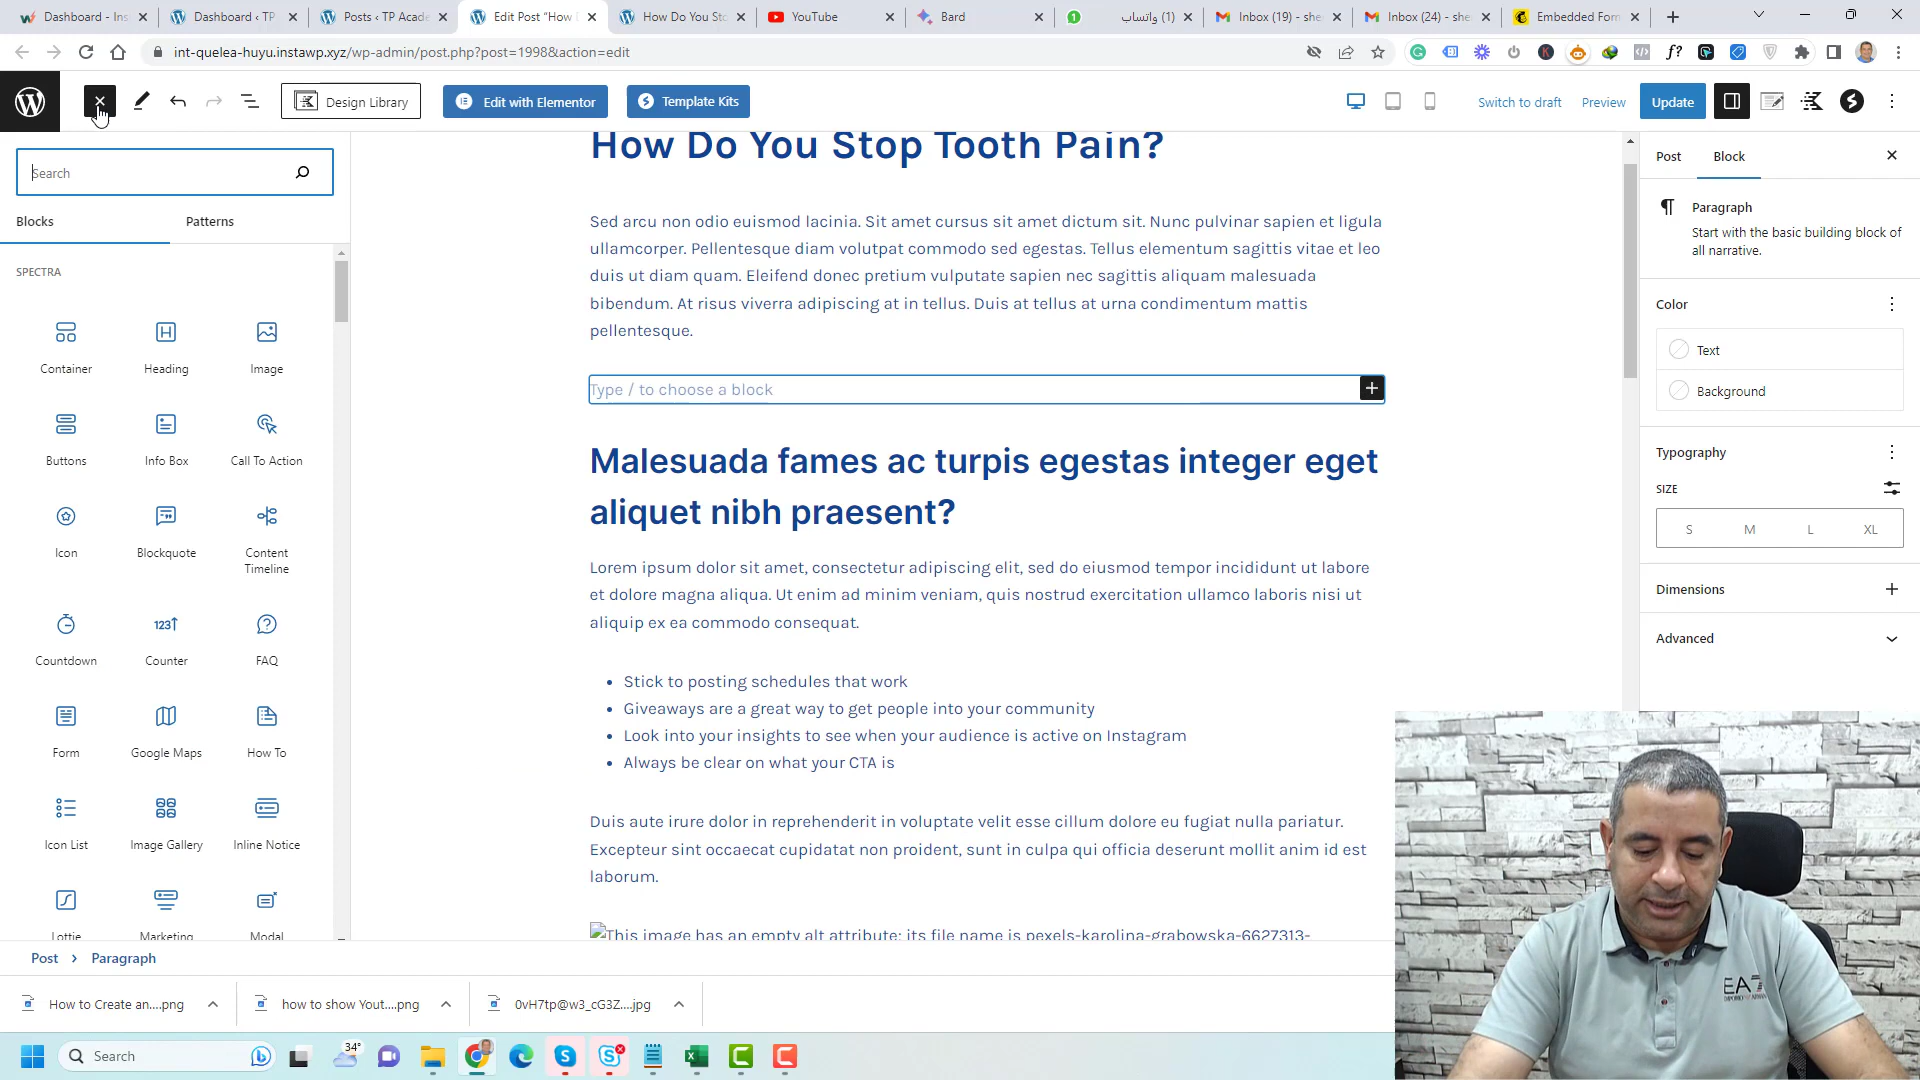 Dashboard - Ins
Dashboard ‹ TP
Posts ‹ TP Acade
Edit Post "How
How Do You Sto
YouTube
Bard
واتساب (1)
Inbox (19) - she
Inbox (24) - she
Embedded For
int-quelea-huyu.instawp.xyz/wp-admin/post.php?post=1998&action=edit
Design Library
Edit with Elementor
Template Kits
Switch to draft
Preview
Update
Search
Blocks
Patterns
SPECTRA
Container
Heading
Image
Buttons
Info Box
Call To Action
Icon
Blockquote
Content
Timeline
Countdown
Counter
FAQ
Form
Google Maps
How To
Icon List
Image Gallery
Inline Notice
Lottie
Marketing
Modal
How Do You Stop Tooth Pain?
Sed arcu non odio euismod lacinia. Sit amet cursus sit amet dictum sit. Nunc pulvinar sapien et ligula
ullamcorper. Pellentesque diam volutpat commodo sed egestas. Tellus elementum sagittis vitae et leo
duis ut diam quam. Eleifend donec pretium vulputate sapien nec sagittis aliquam malesuada
bibendum. At risus viverra adipiscing at in tellus. Duis at tellus at urna condimentum mattis
pellentesque.
Type / to choose a block
Malesuada fames ac turpis egestas integer eget
aliquet nibh praesent?
Lorem ipsum dolor sit amet, consectetur adipiscing elit, sed do eiusmod tempor incididunt ut labore
et dolore magna aliqua. Ut enim ad minim veniam, quis nostrud exercitation ullamco laboris nisi ut
aliquip ex ea commodo consequat.
• Stick to posting schedules that work
• Giveaways are a great way to get people into your community
• Look into your insights to see when your audience is active on Instagram
• Always be clear on what your CTA is
Duis aute irure dolor in reprehenderit in voluptate velit esse cillum dolore eu fugiat nulla pariatur.
Excepteur sint occaecat cupidatat non proident, sunt in culpa qui officia deserunt mollit anim id est
laborum.
This image has an empty alt attribute; its file name is pexels-karolina-grabowska-6627313-
Post
Block
Paragraph
Start with the basic building block of
all narrative.
Color
Text
Background
Typography
SIZE
S M L XL
Dimensions
Advanced
Post › Paragraph
How to Create an....png
how to show Yout....png
0vH7tp@w3_cG3Z....jpg
Search
34°
EA7